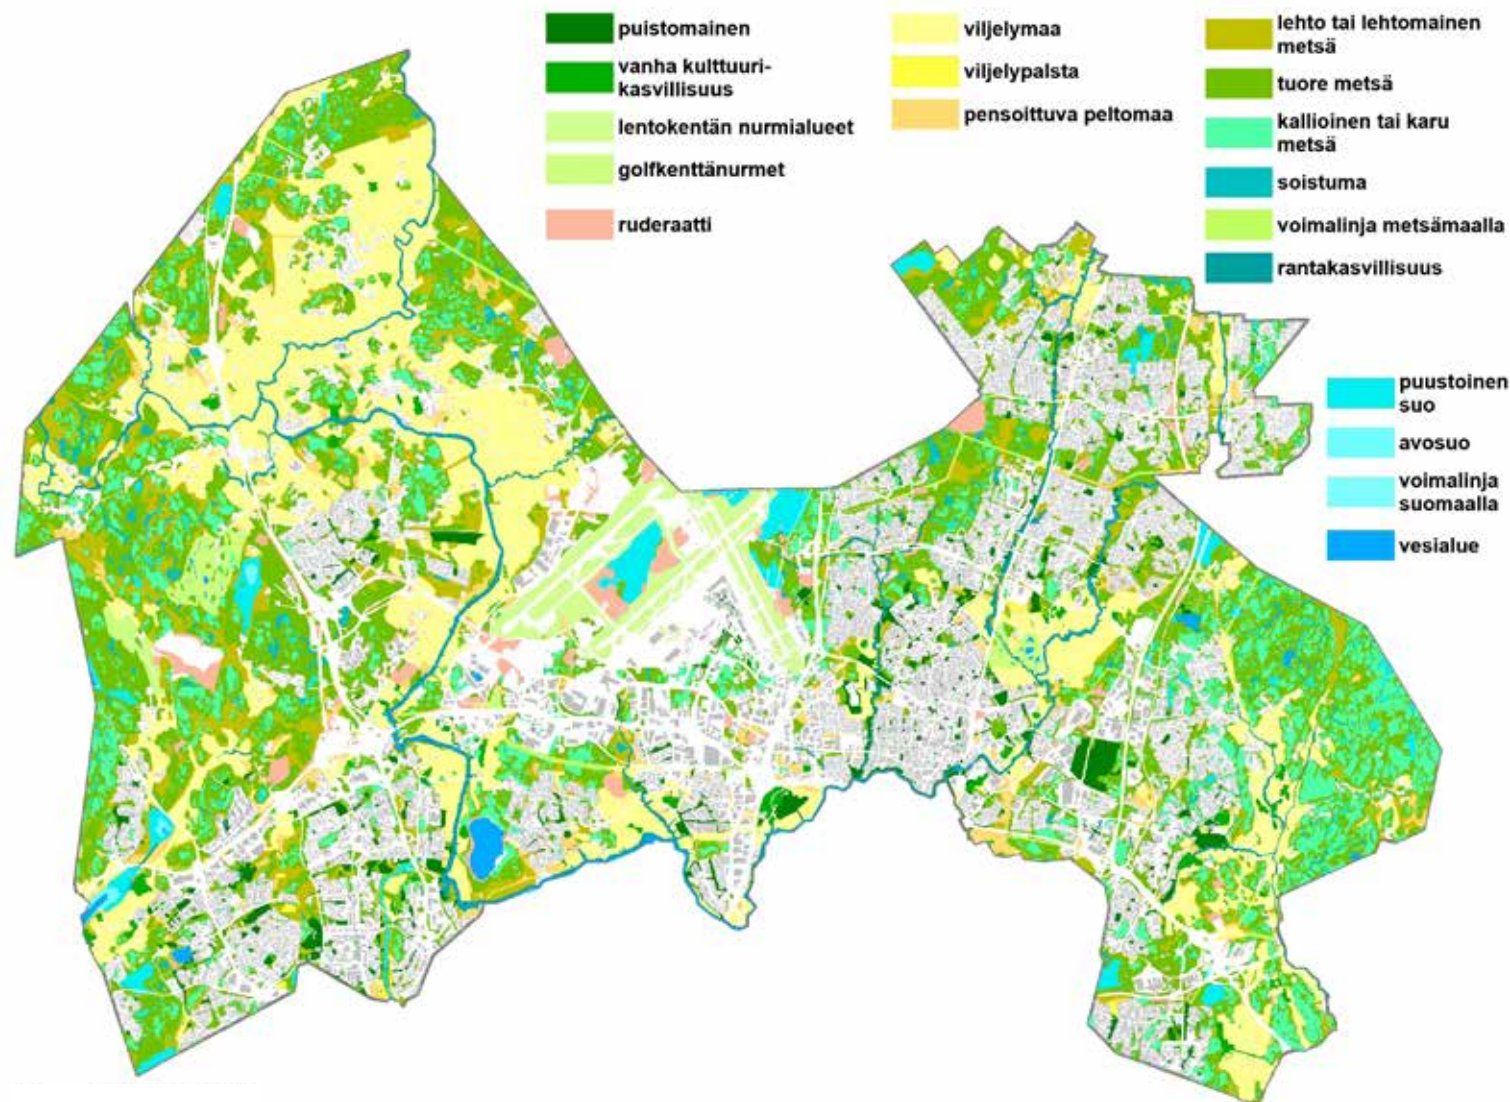 puistomainen
vanha kulttuuri-
kasvillisuus
lentokentän nurmialueet
golfkenttänurmet
ruderaatti
viljelymaa
viljelypalsta
pensoittuva peltomaa
lehto tai lehtomainen
metsä
tuore metsä
kallioinen tai karu
metsä
soistuma
voimalinja metsämaalla
rantakasvillisuus
puustoinen
suo
avosuo
voimalinja
suomaalla
vesialue